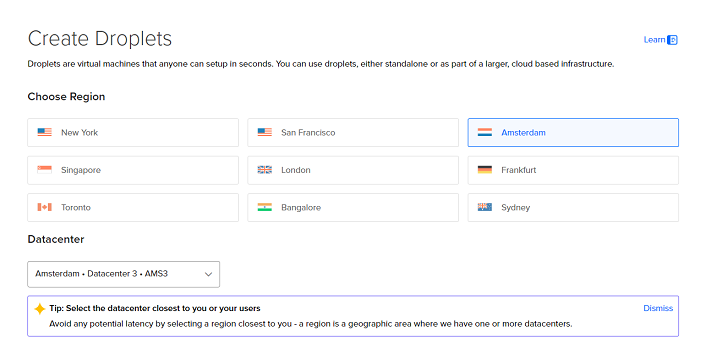 Create Droplets
Learn
Droplets are virtual machines that anyone can setup in seconds. You can use droplets, either standalone or as part of a larger, cloud based infrastructure.
Choose Region
New York
San Francisco
Amsterdam
Singapore
London
Frankfurt
Toronto
Bangalore
Sydney
Datacenter
Amsterdam • Datacenter 3 • AMS3
Tip: Select the datacenter closest to you or your users
Dismiss
Avoid any potential latency by selecting a region closest to you - a region is a geographic area where we have one or more datacenters.